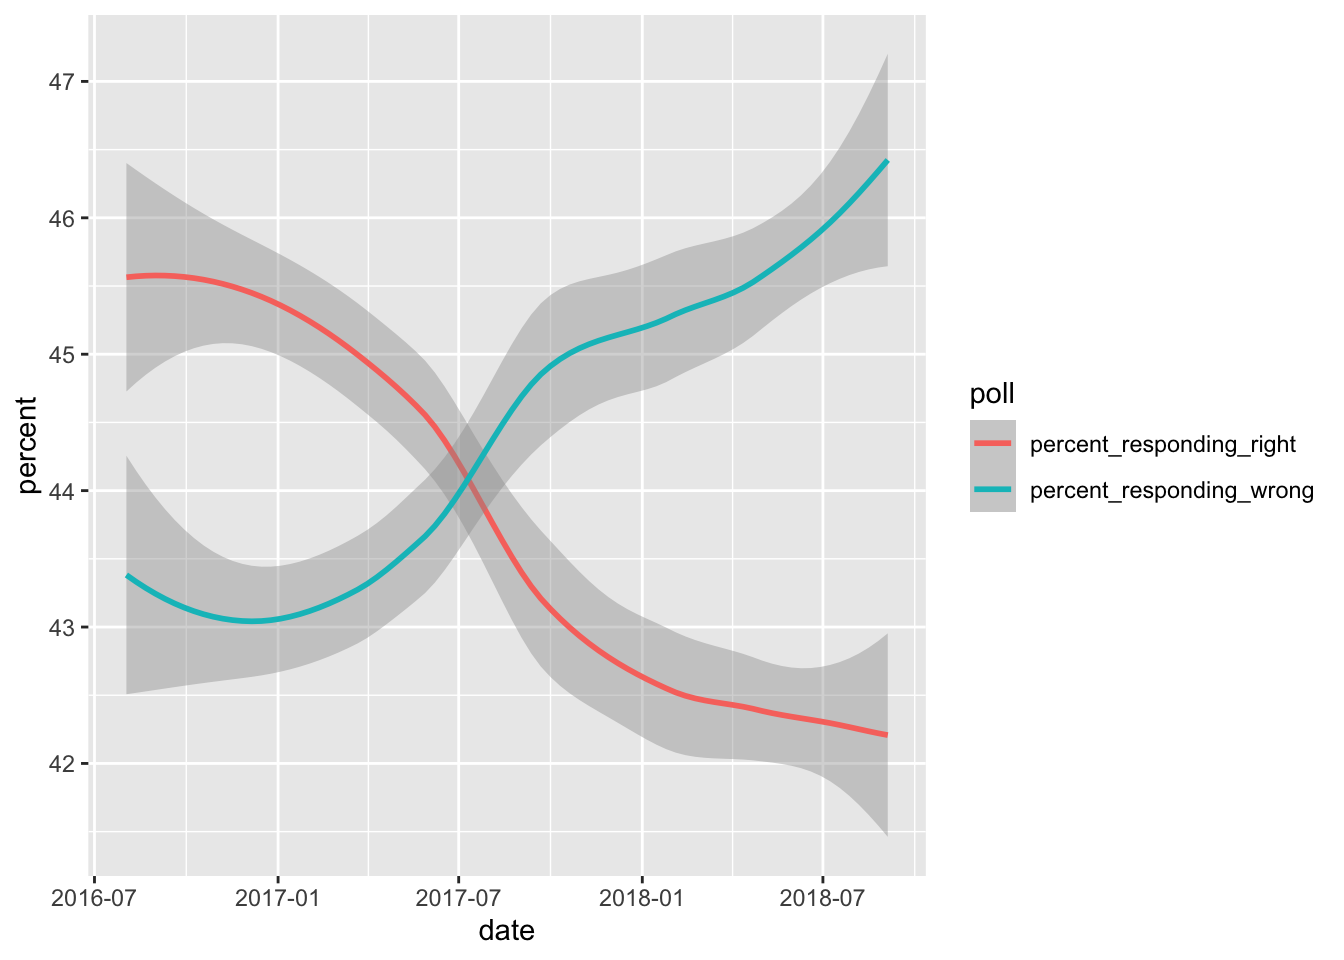 47
46
45
44
43
42
percent
2016-07
2017-01
2017-07
2018-01
2018-07
date
poll
percent_responding_right
percent_responding_wrong